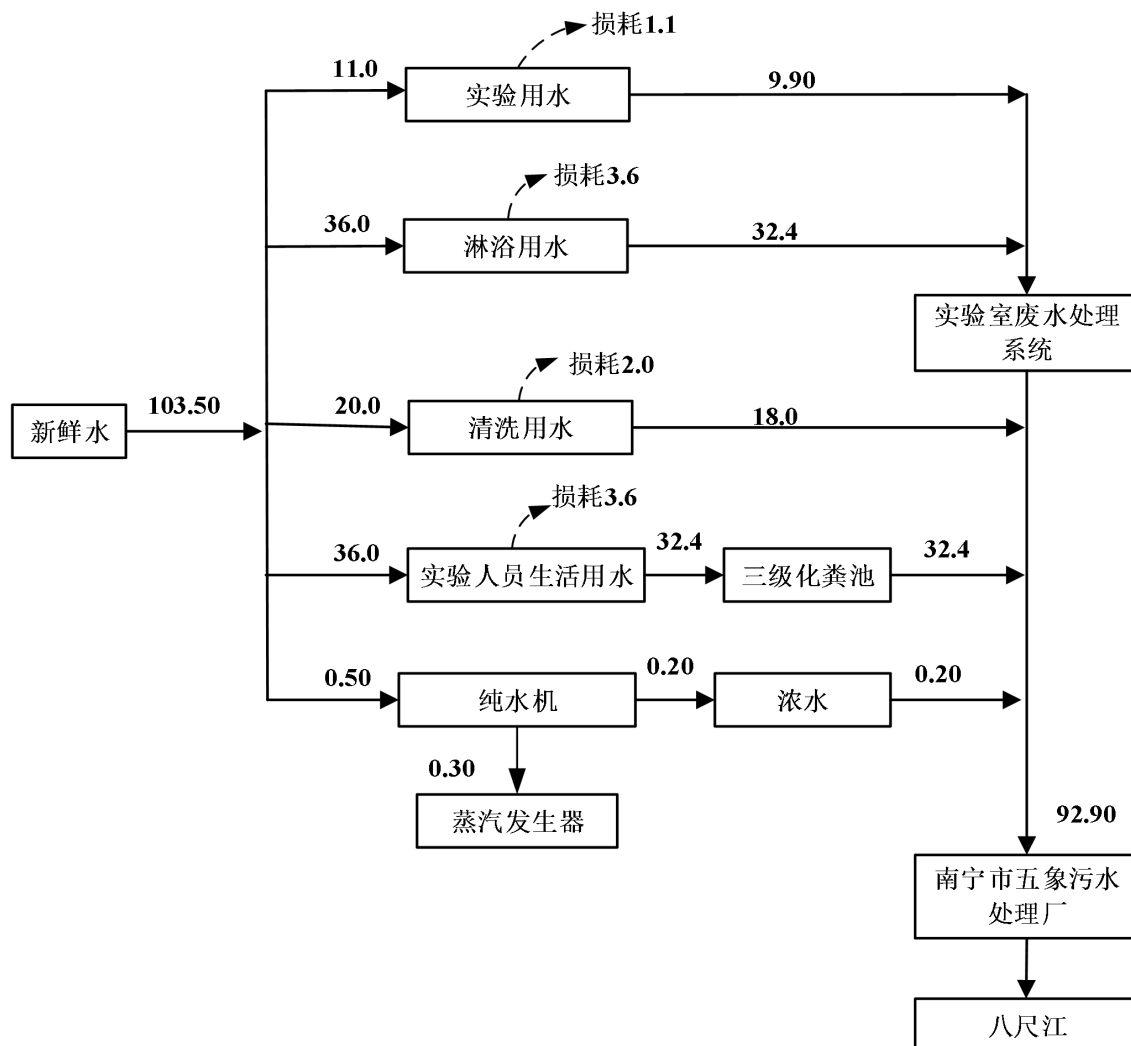 损耗1.1
11.0
实验用水
9.90
损耗3.6
36.0
淋浴用水
32.4
实验室废水处理
系统
损耗2.0
新鲜水
103.50
20.0
清洗用水
18.0
损耗3.6
36.0
实验人员生活用水
32.4
三级化粪池
32.4
0.50
纯水机
0.20
浓水
0.20
0.30
蒸汽发生器
92.90
南宁市五象污水
处理厂
八尺江